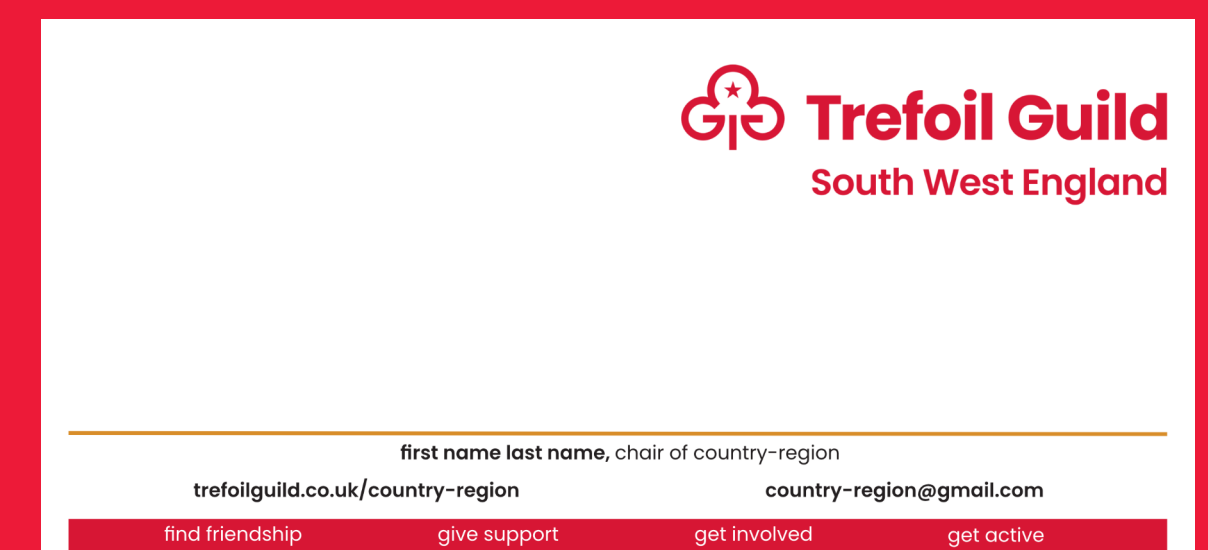 Trefoil Guild
South West England
first name last name, chair of country-region
trefoilguild.co.uk/country-region country-region@gmail.com
find friendship give support get involved get active